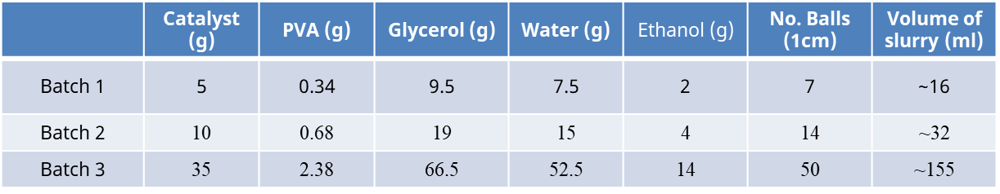 Catalyst (g) PVA (g) Glycerol (g) Water (g) Ethanol (g) No. Balls (1cm) Volume of slurry (ml)
Batch 1 5 0.34 9.5 7.5 2 7 ~16
Batch 2 10 0.68 19 15 4 14 ~32
Batch 3 35 2.38 66.5 52.5 14 50 ~155